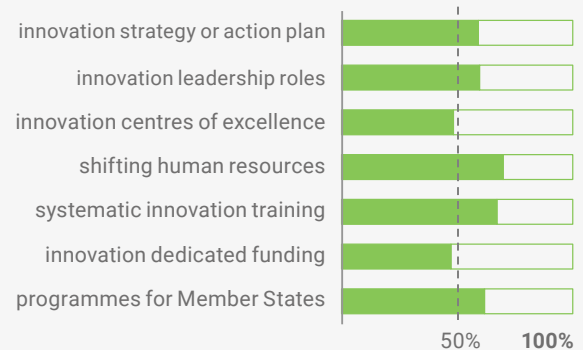 innovation strategy or action plan
innovation leadership roles
innovation centres of excellence
shifting human resources
systematic innovation training
innovation dedicated funding
programmes for Member States
50% 100%